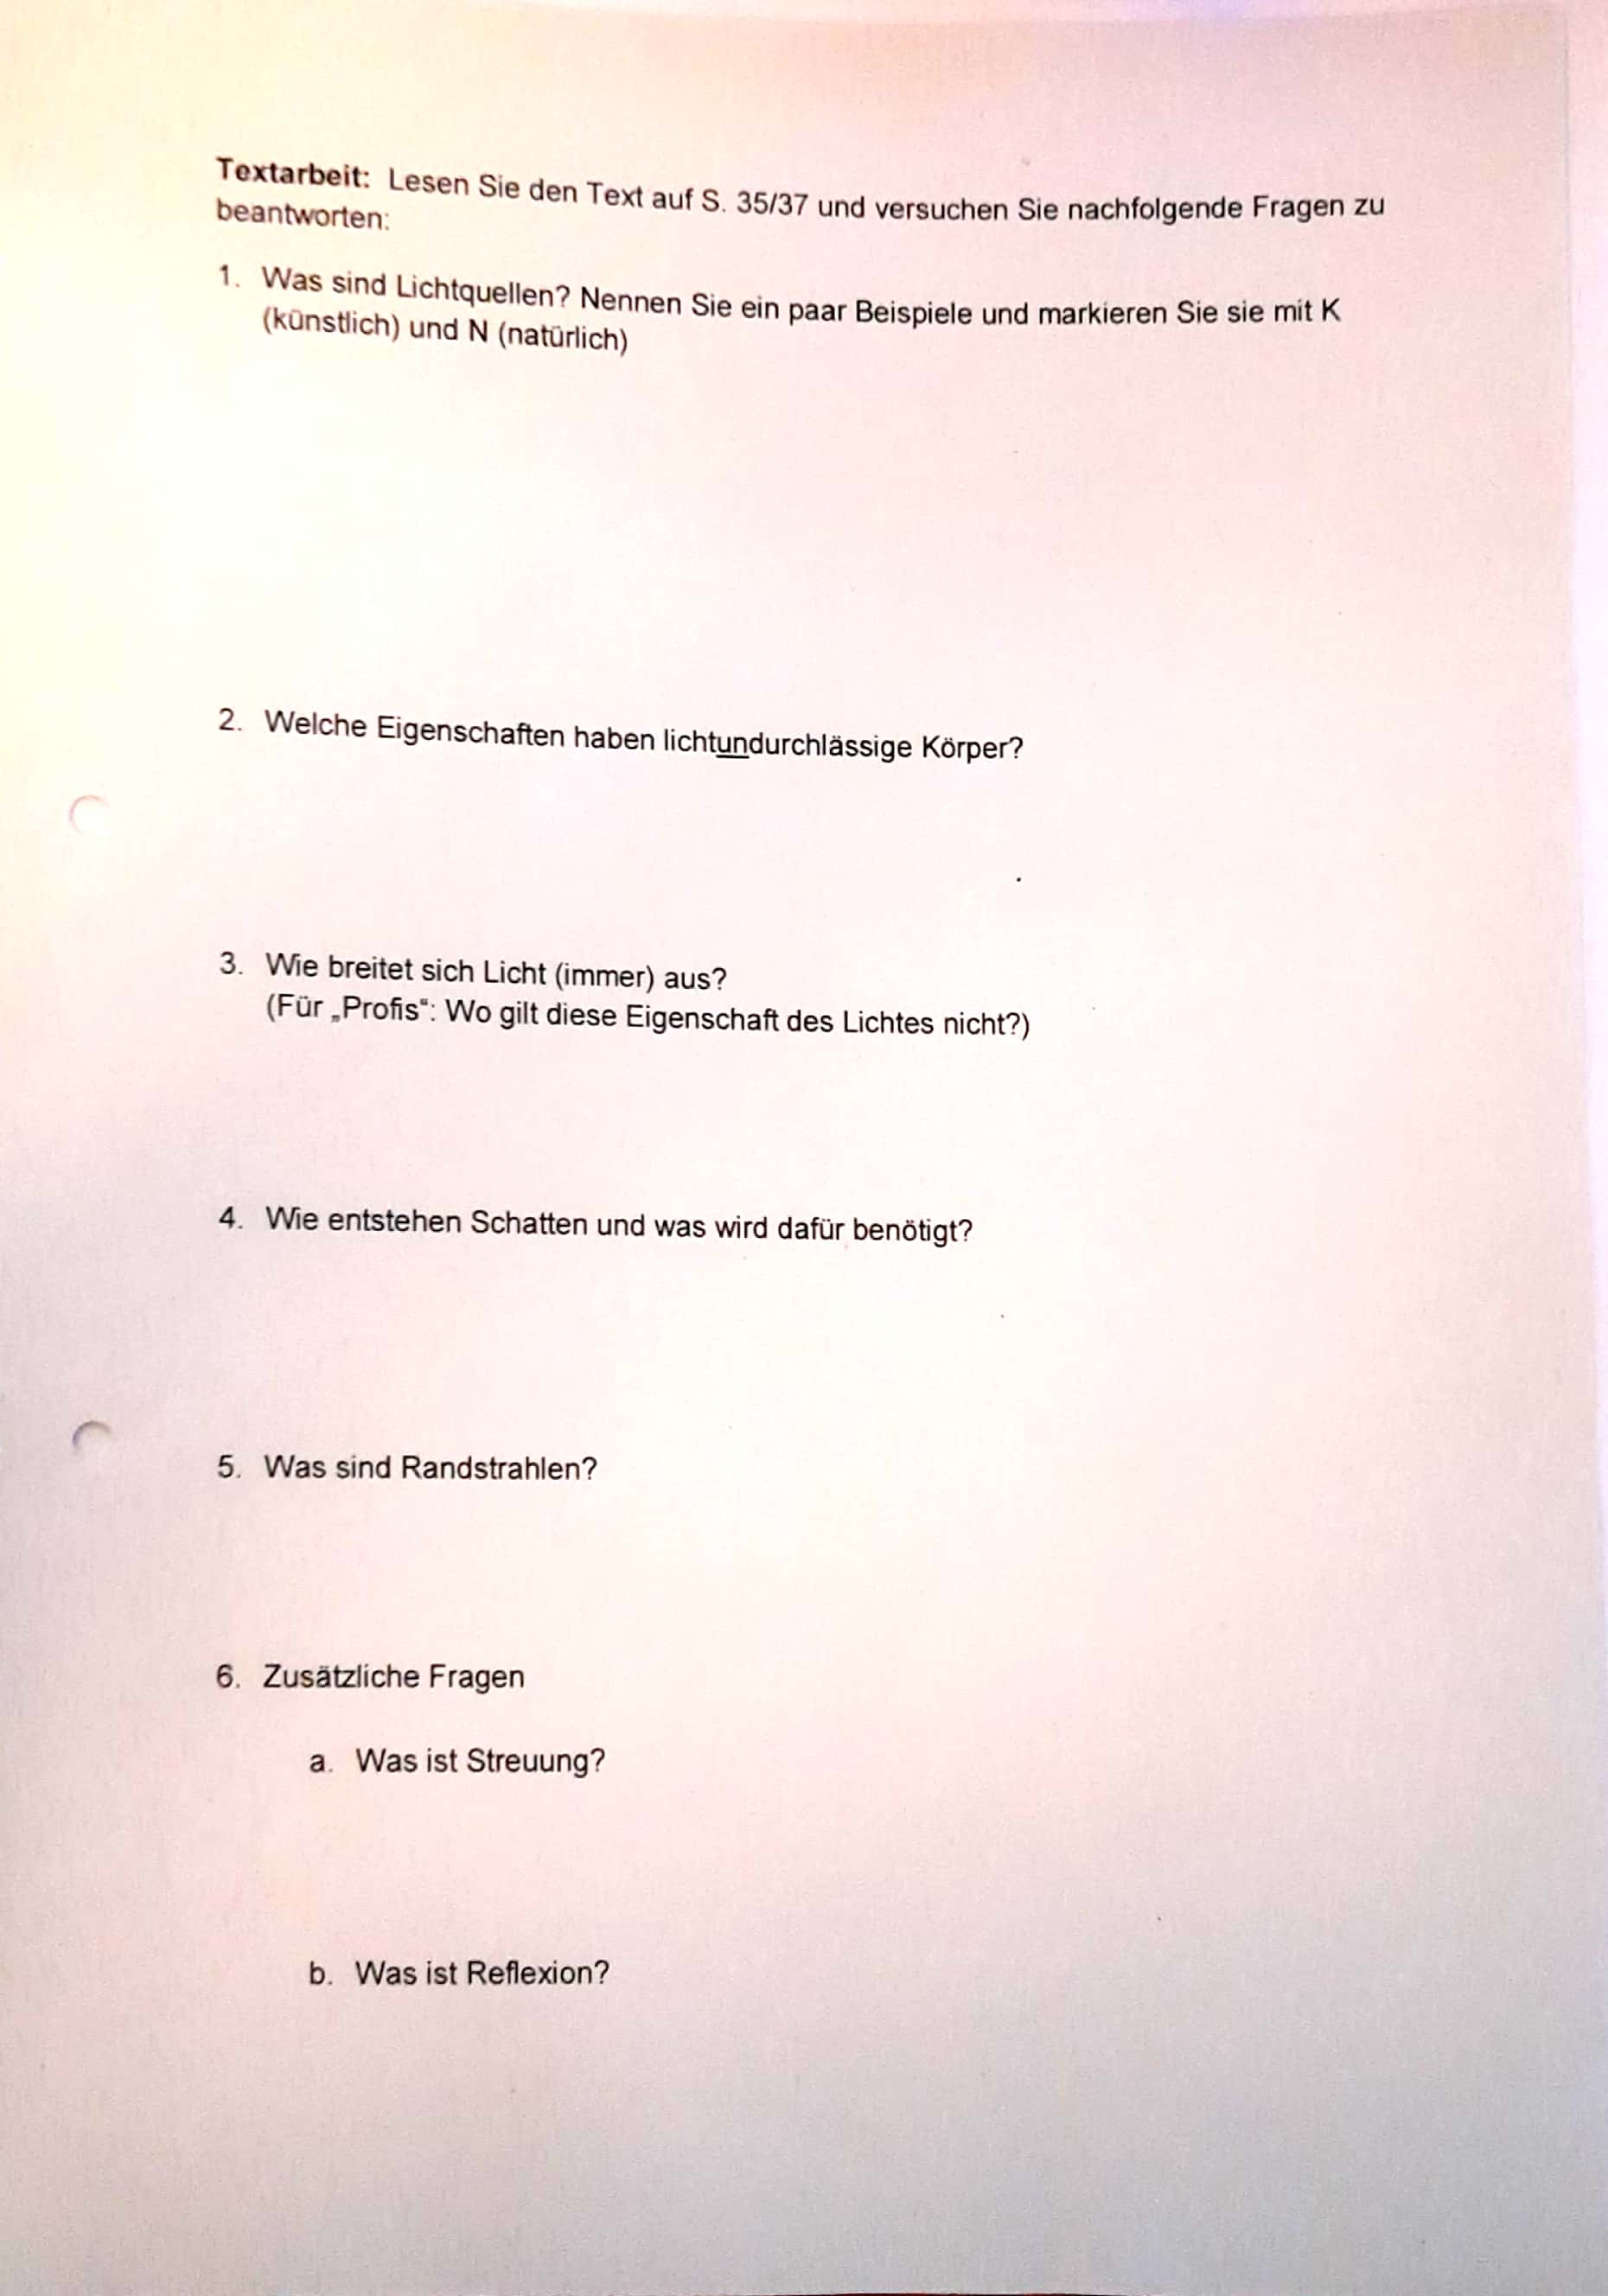 Textarbeit: Lesen Sie den Text auf S. 35/37 und versuchen Sie nachfolgende Fragen zu
beantworten:
1. Was sind Lichtquellen? Nennen Sie ein paar Beispiele und markieren Sie sie mit K
(künstlich) und N (natürlich)
2. Welche Eigenschaften haben lichtundurchlässige Körper?
3. Wie breitet sich Licht (immer) aus?
(Für „Profis“: Wo gilt diese Eigenschaft des Lichtes nicht?)
4. Wie entstehen Schatten und was wird dafür benötigt?
5. Was sind Randstrahlen?
6. Zusätzliche Fragen
a. Was ist Streuung?
b. Was ist Reflexion?